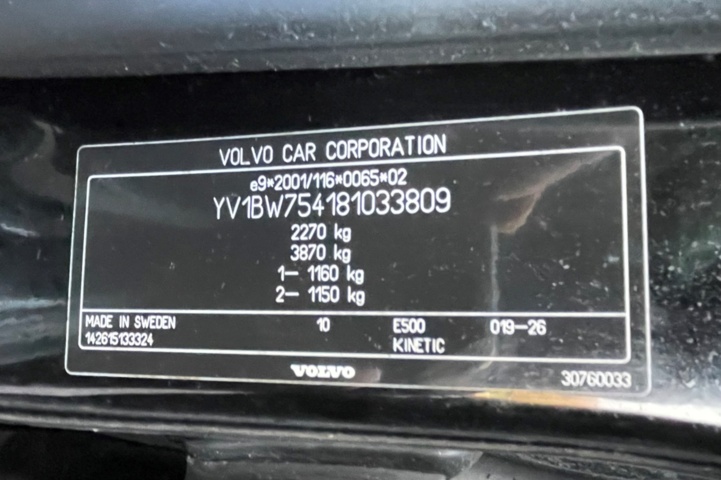 VOLVO CAR CORPORATION
e9*2001/116*0065*02
YV1BW754181033809
2270 kg
3870 kg
1- 1160 kg
2- 1150 kg
MADE IN SWEDEN 10 E500 019-26
142615133324 KINETIC
VOLVO 30760033